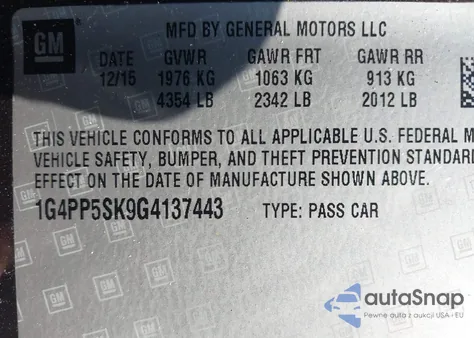 GM
MFD BY GENERAL MOTORS LLC
DATE GVWR GAWR FRT GAWR RR
12/15 1976 KG 1063 KG 913 KG
4354 LB 2342 LB 2012 LB
THIS VEHICLE CONFORMS TO ALL APPLICABLE U.S. FEDERAL M
VEHICLE SAFETY, BUMPER, AND THEFT PREVENTION STANDARD
EFFECT ON THE DATE OF MANUFACTURE SHOWN ABOVE.
1G4PP5SK9G4137443 TYPE: PASS CAR
autoSnap
Pewne auta z aukcji USA i EU